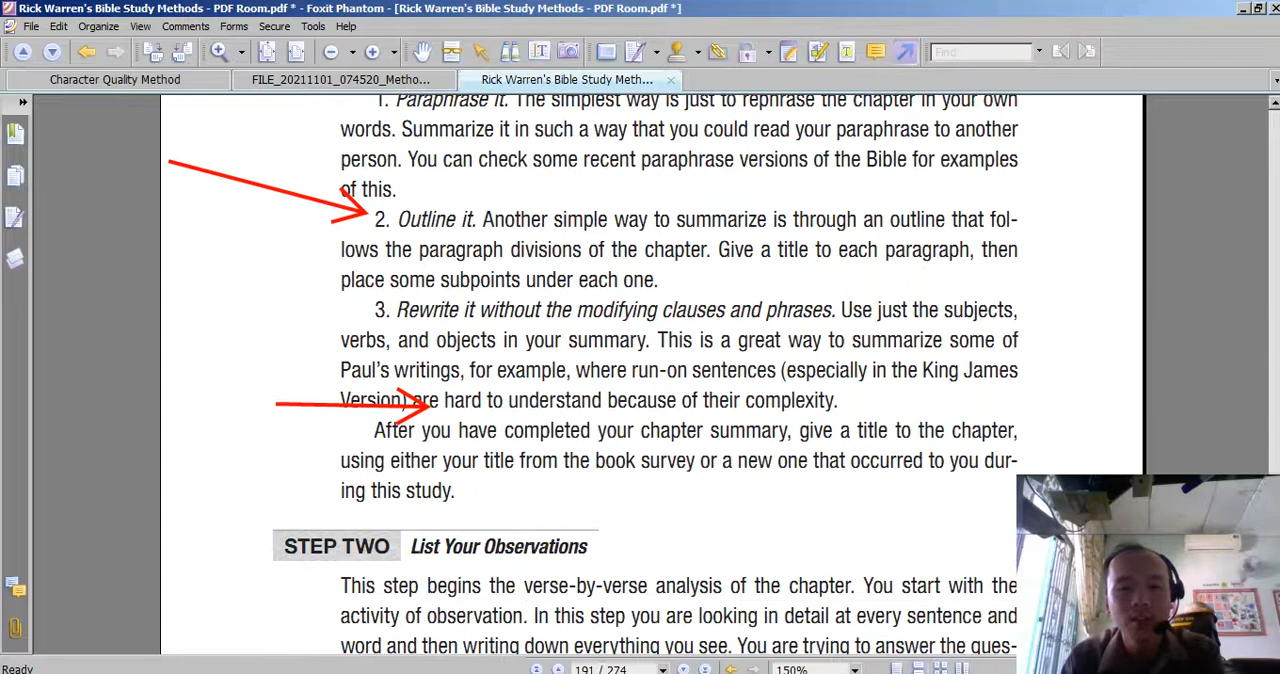 Rick Warren's Bible Study Methods - PDF Room.pdf * - Foxit Phantom - [Rick Warren's Bible Study Methods - PDF Room.pdf *]
File Edit Organize View Comments Forms Secure Tools Help
Find
Character Quality Method FILE_20211101_074520_Metho... Rick Warren's Bible Study Meth...
1. Paraphrase it. The simplest way is just to rephrase the chapter in your own
words. Summarize it in such a way that you could read your paraphrase to another
person. You can check some recent paraphrase versions of the Bible for examples
of this.
2. Outline it. Another simple way to summarize is through an outline that fol-
lows the paragraph divisions of the chapter. Give a title to each paragraph, then
place some subpoints under each one.
3. Rewrite it without the modifying clauses and phrases. Use just the subjects,
verbs, and objects in your summary. This is a great way to summarize some of
Paul's writings, for example, where run-on sentences (especially in the King James
Version) are hard to understand because of their complexity.
After you have completed your chapter summary, give a title to the chapter,
using either your title from the book survey or a new one that occurred to you dur-
ing this study.
STEP TWO List Your Observations
This step begins the verse-by-verse analysis of the chapter. You start with the
activity of observation. In this step you are looking in detail at every sentence and
word and then writing down everything you see. You are trying to answer the ques-
Ready 191 / 274 150%